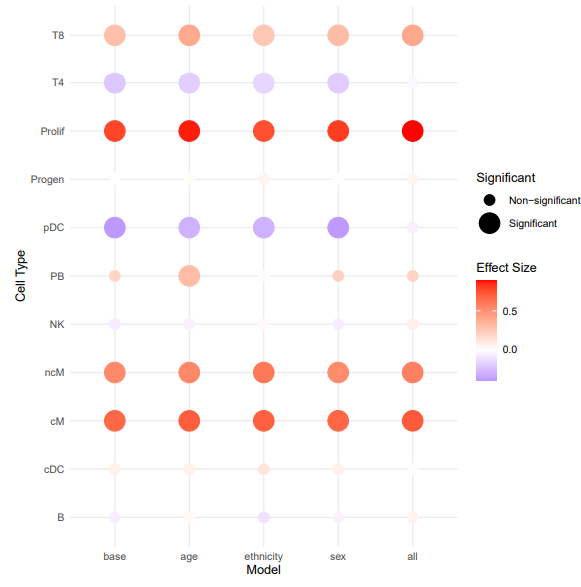 T8
T4
Prolif
Progen
pDC
PB
NK
ncM
cM
cDC
B
Cell Type
base age ethnicity sex all
Model
Significant
Non−significant
Significant
Effect Size
0.5
0.0